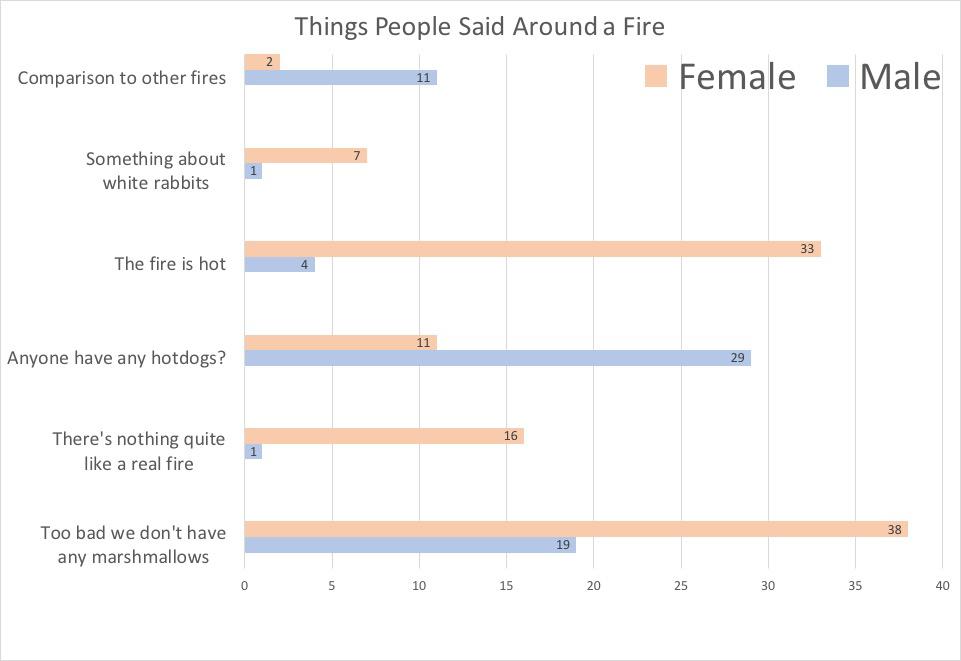 Things People Said Around a Fire
Female Male
Comparison to other fires
2
11
Something about
white rabbits
7
1
The fire is hot
33
4
Anyone have any hotdogs?
11
29
There's nothing quite
like a real fire
16
1
Too bad we don't have
any marshmallows
38
19
0 5 10 15 20 25 30 35 40